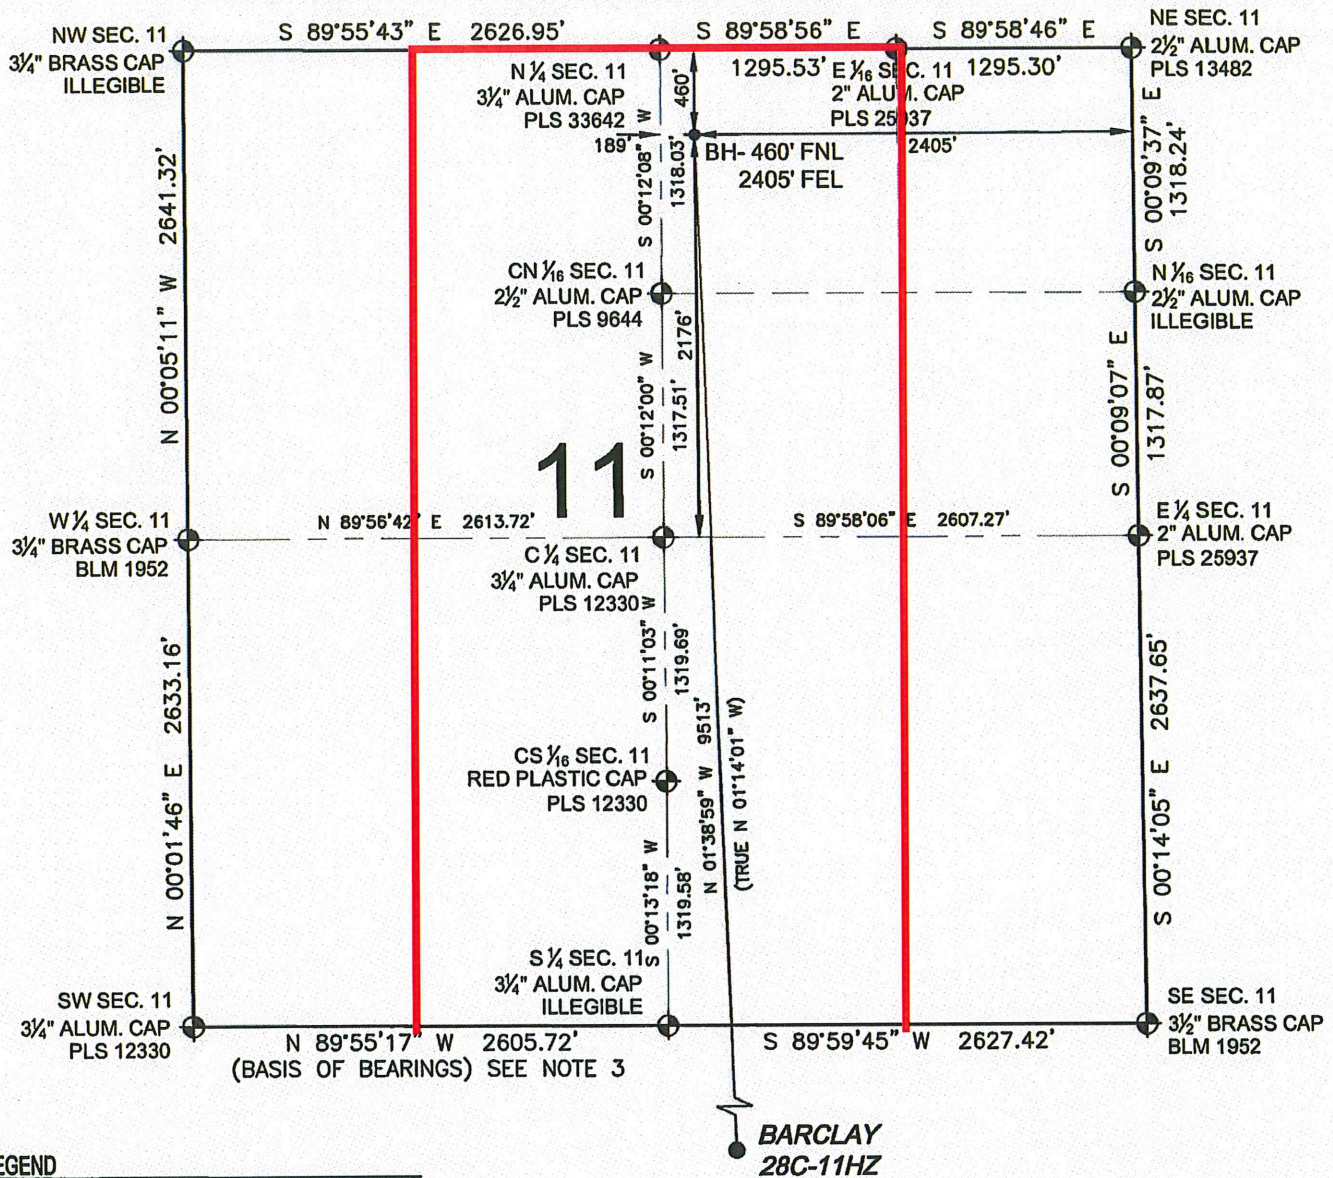 S 89°55'43" E 2626.95'
S 89°58'56" E
1295.53'
S 89°58'46" E
1295.30'
NW SEC. 11
3¼" BRASS CAP
ILLEGIBLE
N ¼ SEC. 11
3¼" ALUM. CAP
PLS 33642
E 1⁄16 SEC. 11
2" ALUM. CAP
PLS 25937
NE SEC. 11
2½" ALUM. CAP
PLS 13482
460'
189'
BH- 460' FNL
2405' FEL
2405'
N 00°05'11" W 2641.32'
S 00°12'08" W
1318.03'
S 00°09'37" E
1318.24'
CN 1⁄16 SEC. 11
2½" ALUM. CAP
PLS 9644
N 1⁄16 SEC. 11
2½" ALUM. CAP
ILLEGIBLE
2176'
S 00°12'00" W
1317.51'
S 00°09'07" E
1317.87'
11
W ¼ SEC. 11
3¼" BRASS CAP
BLM 1952
N 89°56'42" E 2613.72'
S 89°58'06" E 2607.27'
C ¼ SEC. 11
3¼" ALUM. CAP
PLS 12330
E ¼ SEC. 11
2" ALUM. CAP
PLS 25937
N 00°01'46" E 2633.16'
S 00°11'03" W
1319.69'
N 01°38'59" W 9513'
(TRUE N 01°14'01" W)
S 00°14'05" E 2637.65'
CS 1⁄16 SEC. 11
RED PLASTIC CAP
PLS 12330
S 00°13'18" W
1319.58'
SW SEC. 11
3¼" ALUM. CAP
PLS 12330
S ¼ SEC. 11
3¼" ALUM. CAP
ILLEGIBLE
SE SEC. 11
3½" BRASS CAP
BLM 1952
N 89°55'17" W 2605.72'
(BASIS OF BEARINGS) SEE NOTE 3
S 89°59'45" W 2627.42'
BARCLAY
28C-11HZ
EGEND